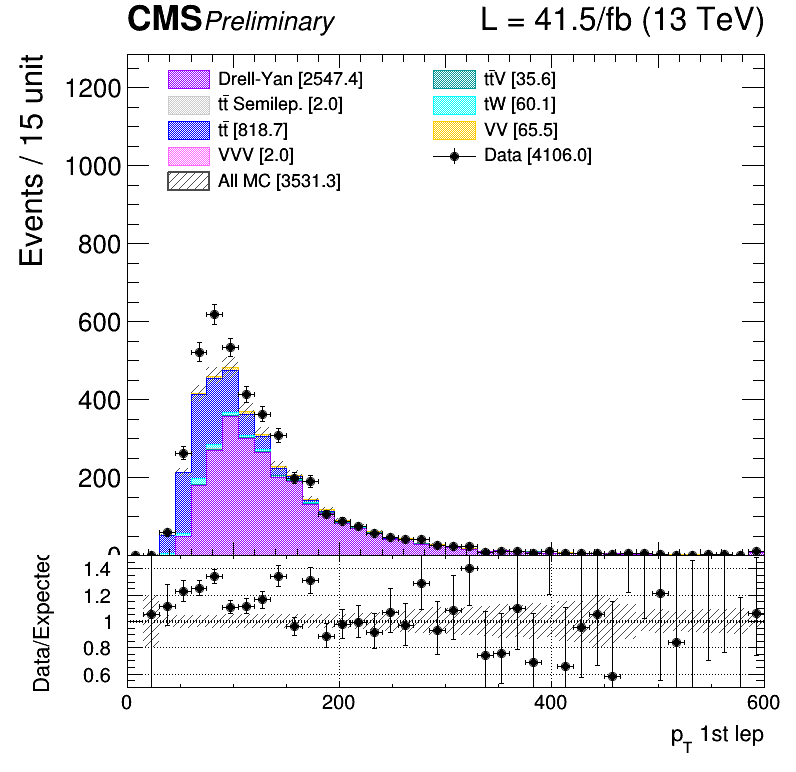 CMS Preliminary L = 41.5/fb (13 TeV)
Events / 15 unit
1200
1000
800
600
400
200
0
Drell-Yan [2547.4]
tt̄ Semilep. [2.0]
tt̄ [818.7]
VVV [2.0]
All MC [3531.3]
tt̄V [35.6]
tW [60.1]
VV [65.5]
Data [4106.0]
Data/Expected
1.4
1.2
1
0.8
0.6
0 200 400 600
p_T 1st lep